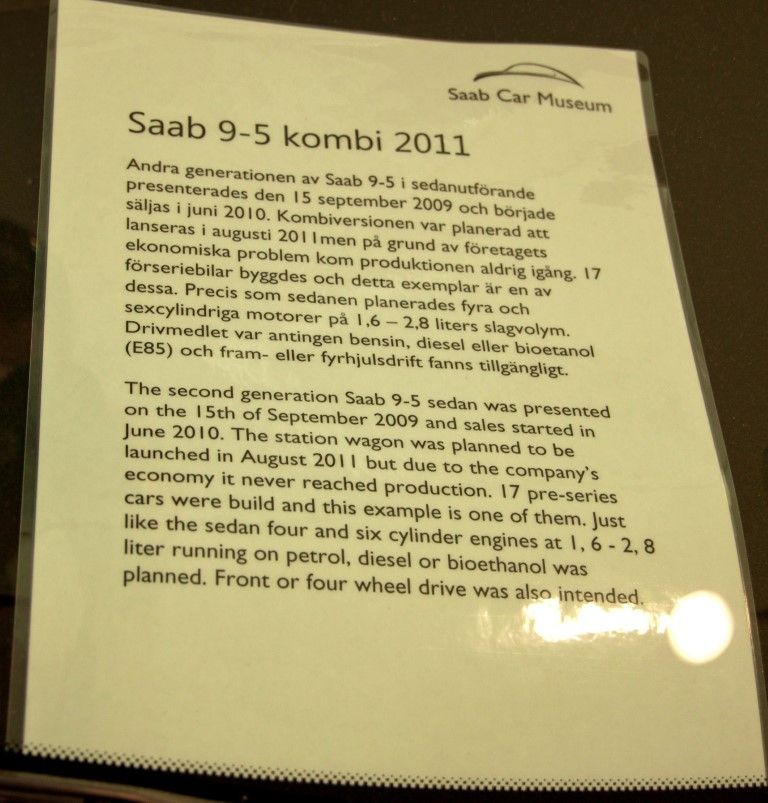 Saab Car Museum
Saab 9-5 kombi 2011
Andra generationen av Saab 9-5 i sedanutförande
presenterades den 15 september 2009 och började
säljas i juni 2010. Kombiversionen var planerad att
lanseras i augusti 2011men på grund av företagets
ekonomiska problem kom produktionen aldrig igång. 17
förseriebilar byggdes och detta exemplar är en av
dessa. Precis som sedanen planerades fyra och
sexcylindriga motorer på 1,6 – 2,8 liters slagvolym.
Drivmedlet var antingen bensin, diesel eller bioetanol
(E85) och fram- eller fyrhjulsdrift fanns tillgängligt.
The second generation Saab 9-5 sedan was presented
on the 15th of September 2009 and sales started in
June 2010. The station wagon was planned to be
launched in August 2011 but due to the company's
economy it never reached production. 17 pre-series
cars were build and this example is one of them. Just
like the sedan four and six cylinder engines at 1, 6 - 2, 8
liter running on petrol, diesel or bioethanol was
planned. Front or four wheel drive was also intended.